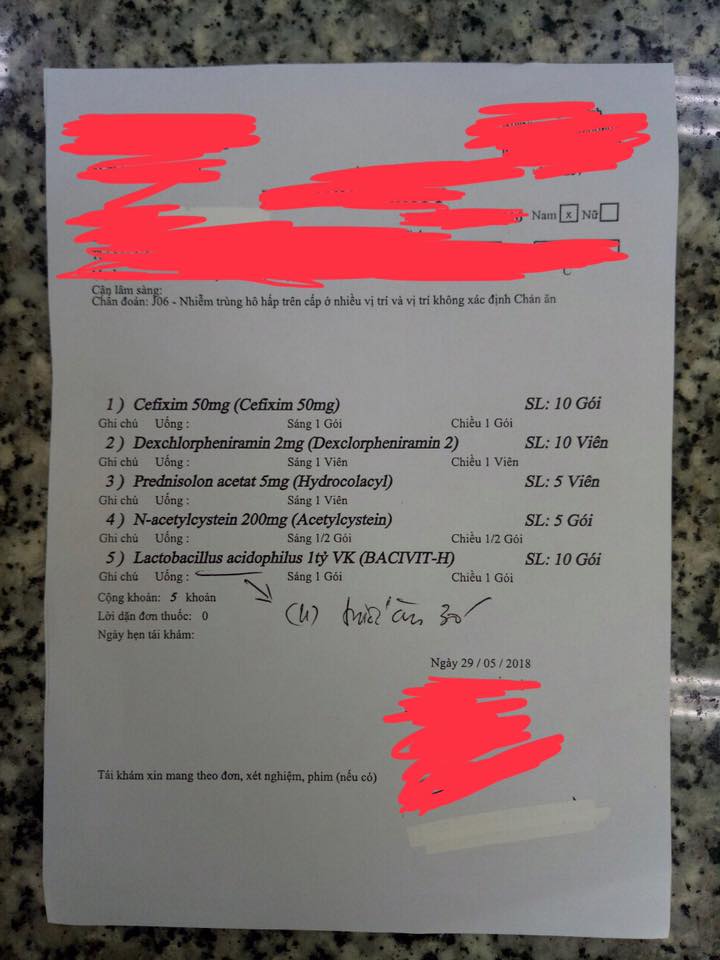 Nam x Nữ
C
Cận lâm sàng:
Chẩn đoán: J06 - Nhiễm trùng hô hấp trên cấp ở nhiều vị trí và vị trí không xác định Chán ăn
1 ) Cefixim 50mg (Cefixim 50mg) SL: 10 Gói
Ghi chú Uống : Sáng 1 Gói Chiều 1 Gói
2 ) Dexchlorpheniramin 2mg (Dexclorpheniramin 2) SL: 10 Viên
Ghi chú Uống : Sáng 1 Viên Chiều 1 Viên
3 ) Prednisolon acetat 5mg (Hydrocolacyl) SL: 5 Viên
Ghi chú Uống : Sáng 1 Viên
4 ) N-acetylcystein 200mg (Acetylcystein) SL: 5 Gói
Ghi chú Uống : Sáng 1/2 Gói Chiều 1/2 Gói
5 ) Lactobacillus acidophilus 1tỷ VK (BACIVIT-H) SL: 10 Gói
Ghi chú Uống : Sáng 1 Gói Chiều 1 Gói
Cộng khoản: 5 khoản
Lời dặn đơn thuốc: 0
(u) trước ăn 30'
Ngày hẹn tái khám:
Ngày 29 / 05 / 2018
Tái khám xin mang theo đơn, xét nghiệm, phim (nếu có)